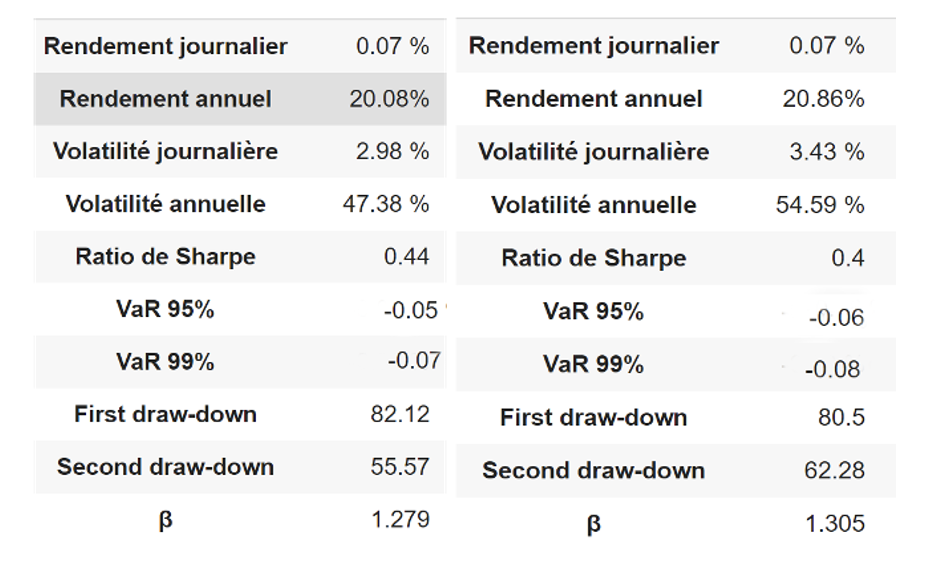 Rendement journalier 0.07 %
Rendement annuel 20.08%
Volatilité journalière 2.98 %
Volatilité annuelle 47.38 %
Ratio de Sharpe 0.44
VaR 95% -0.05
VaR 99% -0.07
First draw-down 82.12
Second draw-down 55.57
β 1.279
Rendement journalier 0.07 %
Rendement annuel 20.86%
Volatilité journalière 3.43 %
Volatilité annuelle 54.59 %
Ratio de Sharpe 0.4
VaR 95% -0.06
VaR 99% -0.08
First draw-down 80.5
Second draw-down 62.28
β 1.305